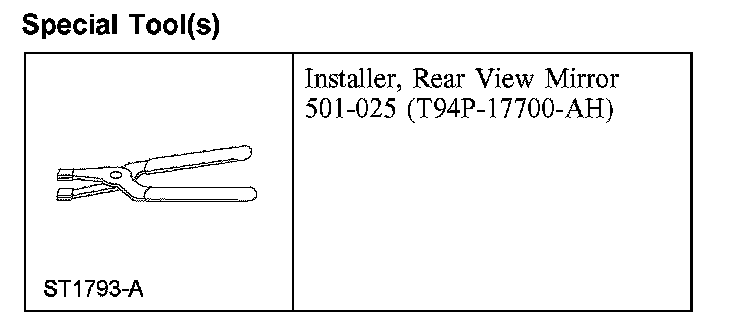 Special Tool(s)
Installer, Rear View Mirror
501-025 (T94P-17700-AH)
ST1793-A